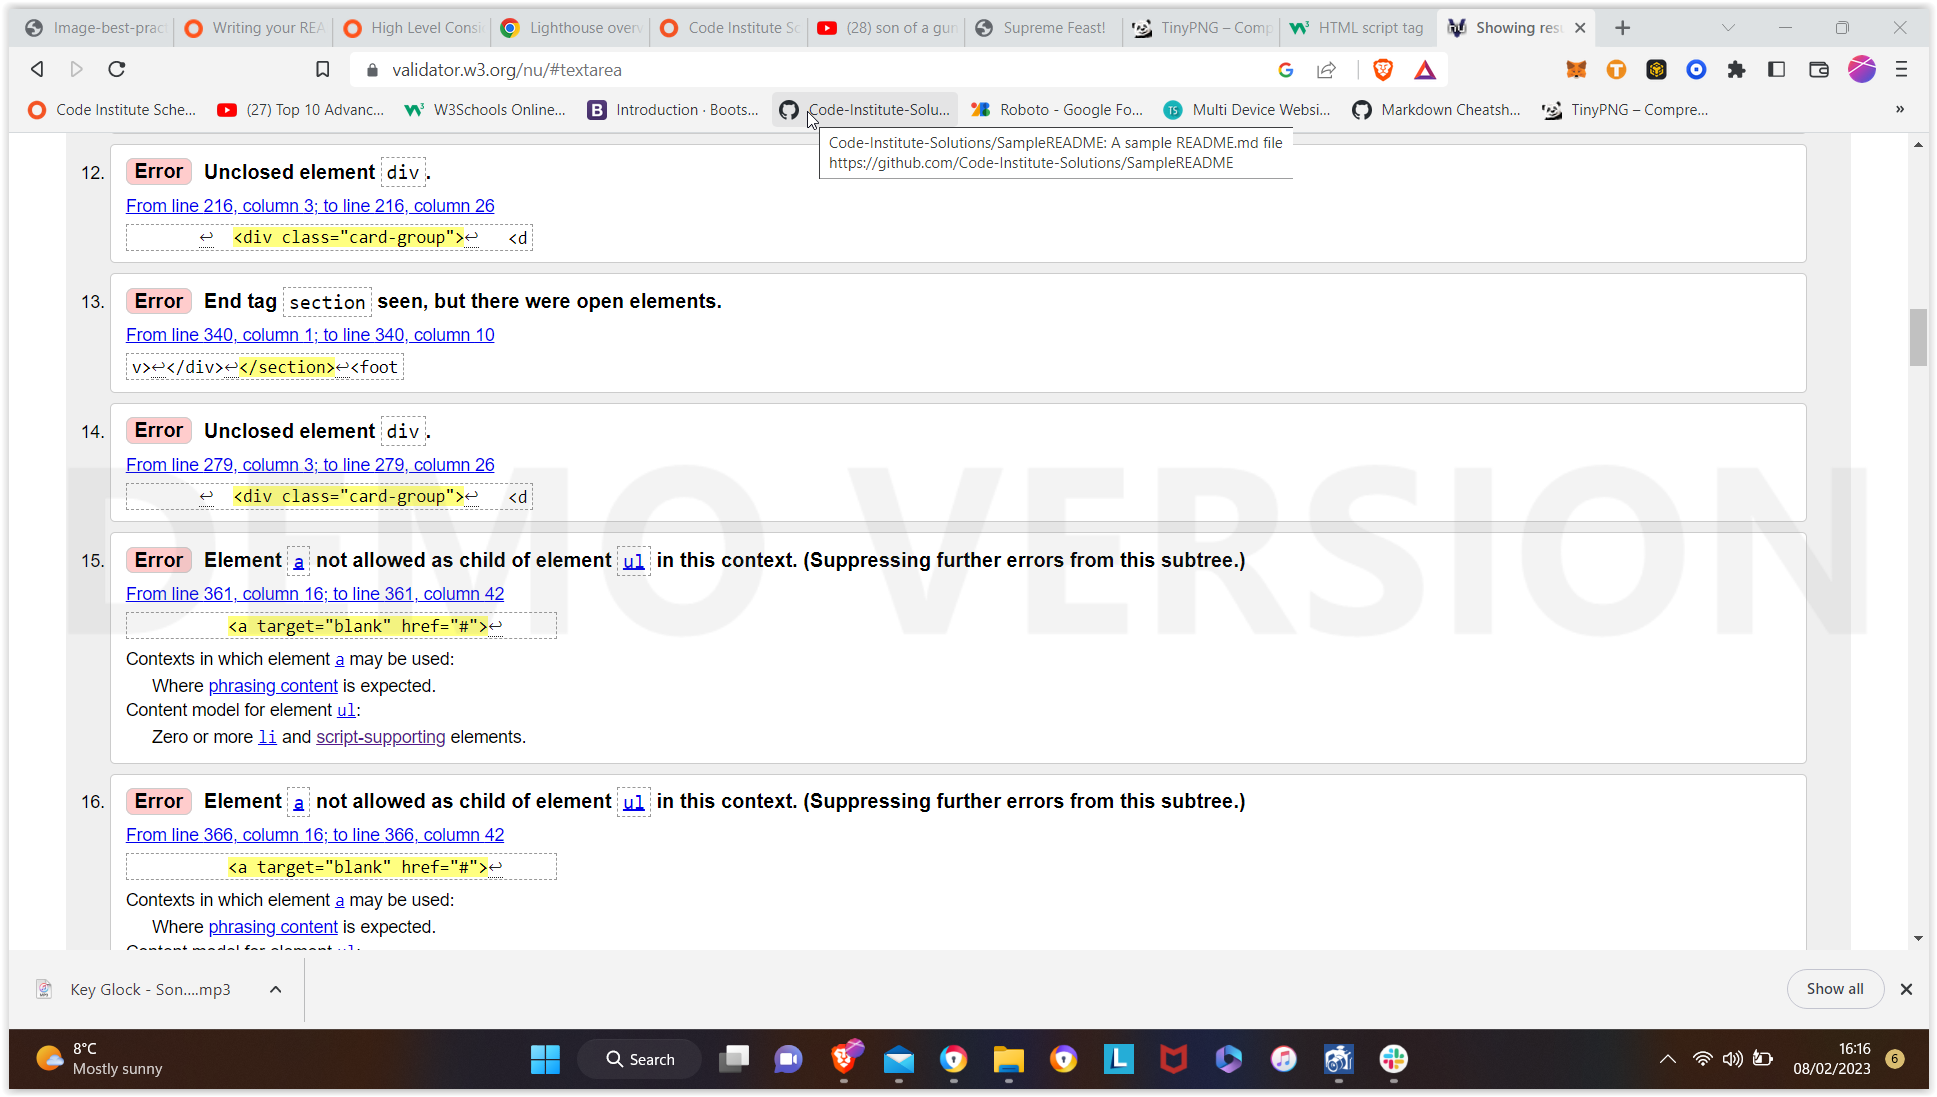 Image-best-pract
Writing your REA
High Level Consi
Lighthouse overv
Code Institute Sc
(28) son of a gun
Supreme Feast!
TinyPNG – Comp
HTML script tag
Showing resu
validator.w3.org/nu/#textarea
Code Institute Sche...
(27) Top 10 Advanc...
W3Schools Online...
Introduction · Boots...
Code-Institute-Solu...
Roboto - Google Fo...
Multi Device Websi...
Markdown Cheatsh...
TinyPNG – Compre...
»
Code-Institute-Solutions/SampleREADME: A sample README.md file
https://github.com/Code-Institute-Solutions/SampleREADME
12. Error Unclosed element div.
From line 216, column 3; to line 216, column 26
↩ <div class="card-group">↩ <d
13. Error End tag section seen, but there were open elements.
From line 340, column 1; to line 340, column 10
v>↩</div>↩</section>↩<foot
14. Error Unclosed element div.
From line 279, column 3; to line 279, column 26
↩ <div class="card-group">↩ <d
DEMO VERSION
15. Error Element a not allowed as child of element ul in this context. (Suppressing further errors from this subtree.)
From line 361, column 16; to line 361, column 42
<a target="blank" href="#">↩
Contexts in which element a may be used:
Where phrasing content is expected.
Content model for element ul:
Zero or more li and script-supporting elements.
16. Error Element a not allowed as child of element ul in this context. (Suppressing further errors from this subtree.)
From line 366, column 16; to line 366, column 42
<a target="blank" href="#">↩
Contexts in which element a may be used:
Where phrasing content is expected.
Content model for element ul:
Key Glock - Son....mp3
Show all
8°C
Mostly sunny
Search
16:16
08/02/2023
6